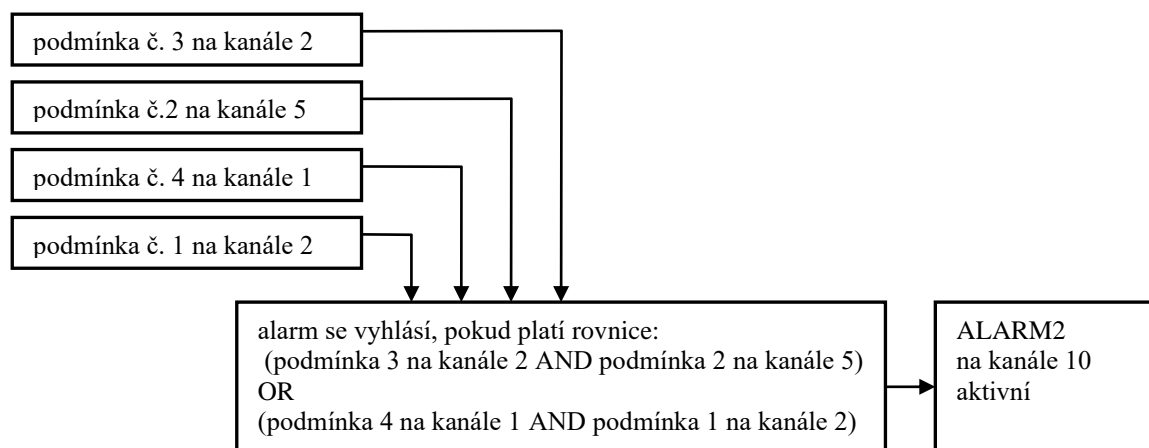 podmínka č. 3 na kanále 2
podmínka č.2 na kanále 5
podmínka č. 4 na kanále 1
podmínka č. 1 na kanále 2
alarm se vyhlásí, pokud platí rovnice:
(podmínka 3 na kanále 2 AND podmínka 2 na kanále 5)
OR
(podmínka 4 na kanále 1 AND podmínka 1 na kanále 2)
ALARM2
na kanále 10
aktivní